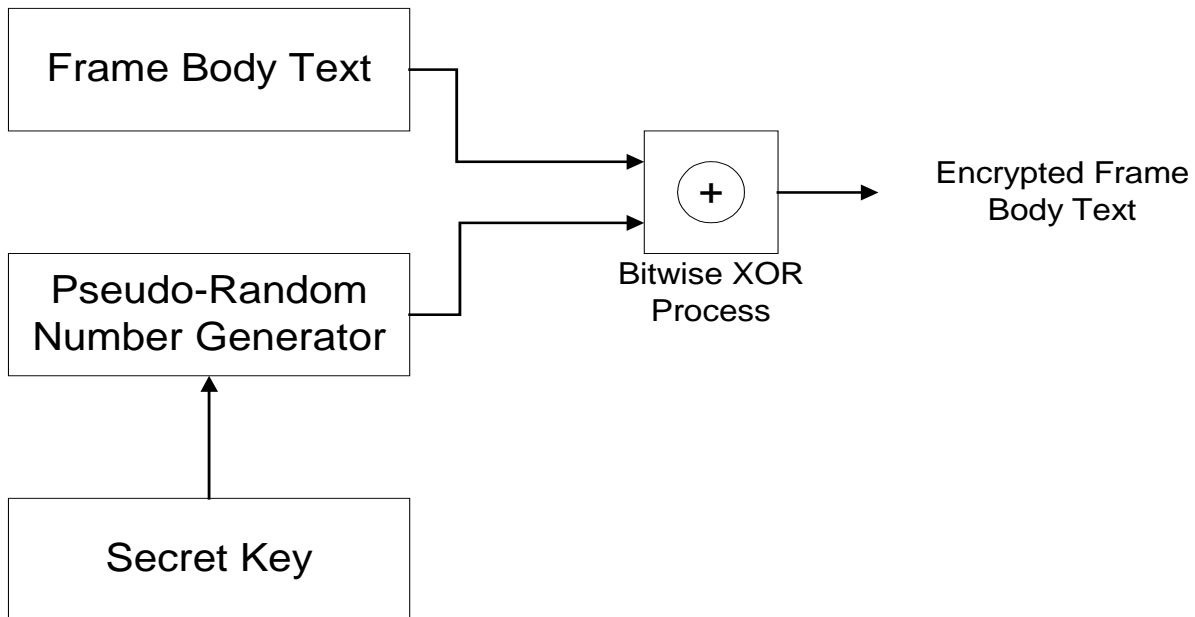 Frame Body Text
+
Encrypted Frame
Body Text
Bitwise XOR
Process
Pseudo-Random
Number Generator
Secret Key